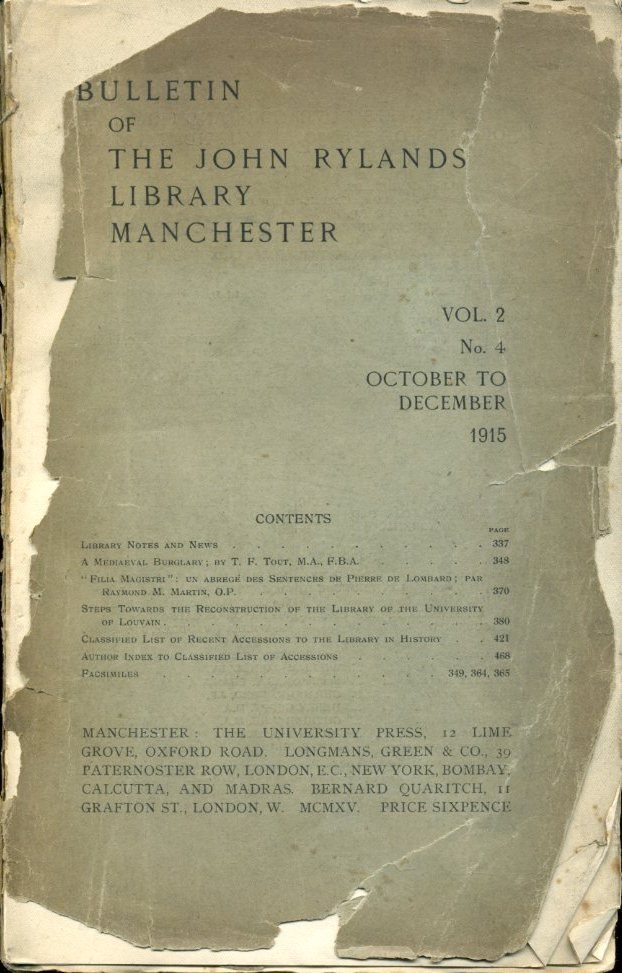 BULLETIN
OF
THE JOHN RYLANDS
LIBRARY
MANCHESTER
VOL. 2
No. 4
OCTOBER TO
DECEMBER
1915
CONTENTS
PAGE
Library Notes and News . . . . . . . . . . . 337
A Mediaeval Burglary; by T. F. Tout, M.A., F.B.A. . . . . . 348
"Filia Magistri": un abregé des Sentences de Pierre de Lombard; par
Raymond M. Martin, O.P. . . . . . . . . . . 370
Steps Towards the Reconstruction of the Library of the University
of Louvain . . . . . . . . . . . . . 380
Classified List of Recent Accessions to the Library in History . . 421
Author Index to Classified List of Accessions . . . . . . 468
Facsimiles . . . . . . . . . . . 349, 364, 365
MANCHESTER: THE UNIVERSITY PRESS, 12 LIME
GROVE, OXFORD ROAD. LONGMANS, GREEN & CO., 39
PATERNOSTER ROW, LONDON, E.C., NEW YORK, BOMBAY,
CALCUTTA, AND MADRAS. BERNARD QUARITCH, 11
GRAFTON ST., LONDON, W. MCMXV. PRICE SIXPENCE